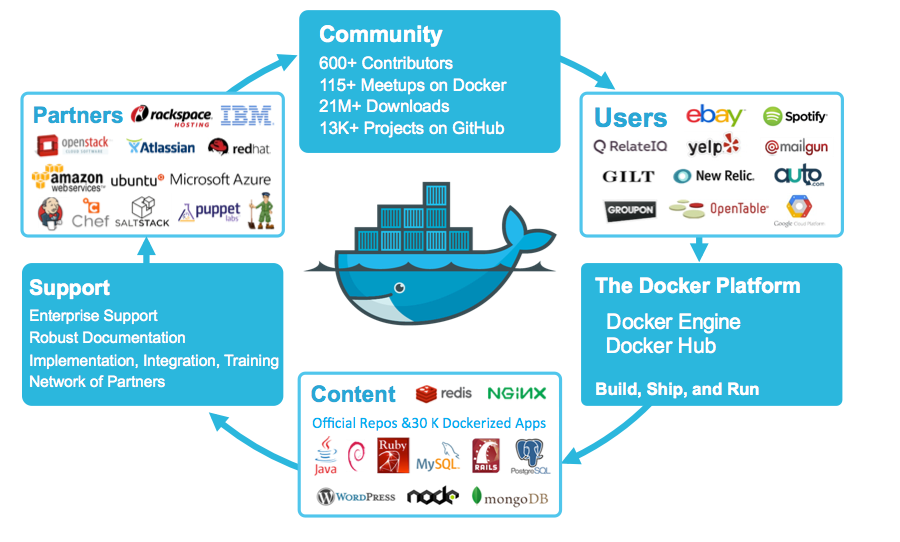 Community
600+ Contributors
115+ Meetups on Docker
21M+ Downloads
13K+ Projects on GitHub
Partners
rackspace.
HOSTING
IBM
openstack
CLOUD SOFTWARE
Atlassian
redhat.
amazon
webservices™
ubuntu
Microsoft Azure
Chef
SALTSTACK
puppet
labs
Users
ebay
Spotify
RelateIQ
yelp
@mailgun
GILT
New Relic.
auto
.com
GROUPON
OpenTable
Google Cloud Platform
The Docker Platform
Docker Engine
Docker Hub
Build, Ship, and Run
Content
redis
NGiNX
Official Repos &30 K Dockerized Apps
Java
Ruby
MySQL
RAILS
PostgreSQL
WORDPRESS
node
mongoDB
Support
Enterprise Support
Robust Documentation
Implementation, Integration, Training
Network of Partners